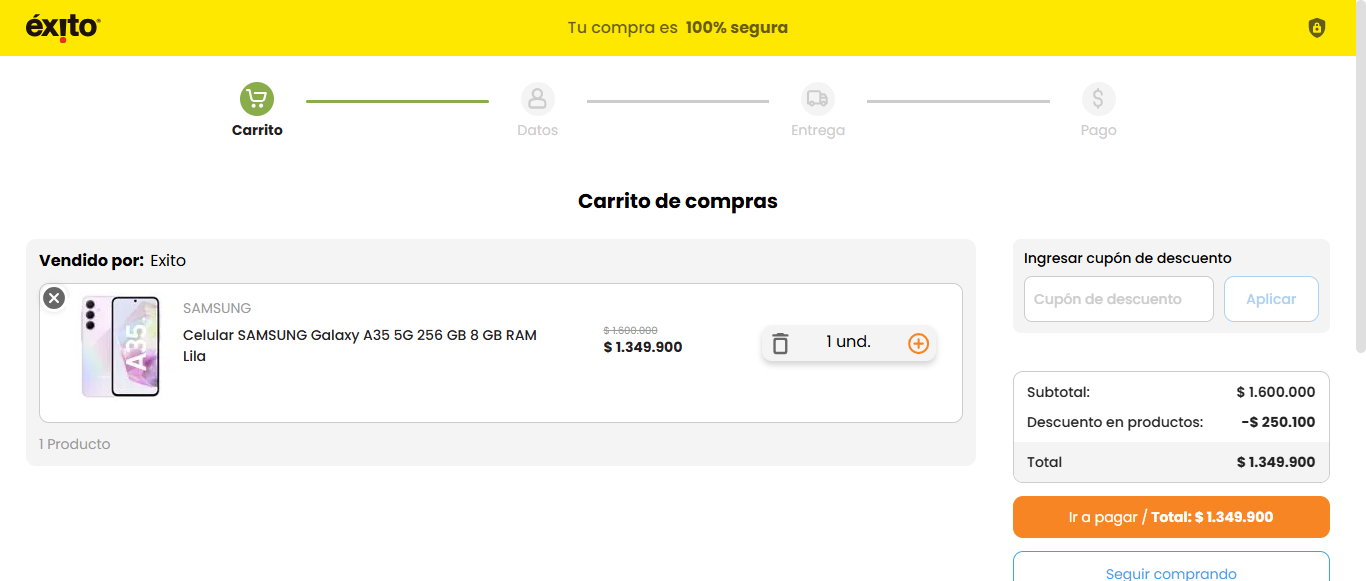 éxito
Tu compra es 100% segura
Carrito
Datos
Entrega
Pago
Carrito de compras
Vendido por: Exito
SAMSUNG
Celular SAMSUNG Galaxy A35 5G 256 GB 8 GB RAM
Lila
A35
$ 1.600.000
$ 1.349.900
1 und.
1 Producto
Ingresar cupón de descuento
Cupón de descuento
Aplicar
Subtotal: $ 1.600.000
Descuento en productos: -$ 250.100
Total $ 1.349.900
Ir a pagar / Total: $ 1.349.900
Seguir comprando